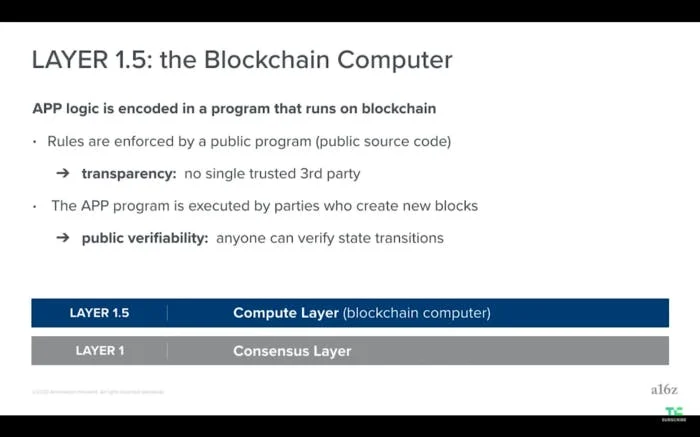 LAYER 1.5: the Blockchain Computer
APP logic is encoded in a program that runs on blockchain
• Rules are enforced by a public program (public source code)
→ transparency: no single trusted 3rd party
• The APP program is executed by parties who create new blocks
→ public verifiability: anyone can verify state transitions
LAYER 1.5 Compute Layer (blockchain computer)
LAYER 1 Consensus Layer
a16z
SUBSCRIBE